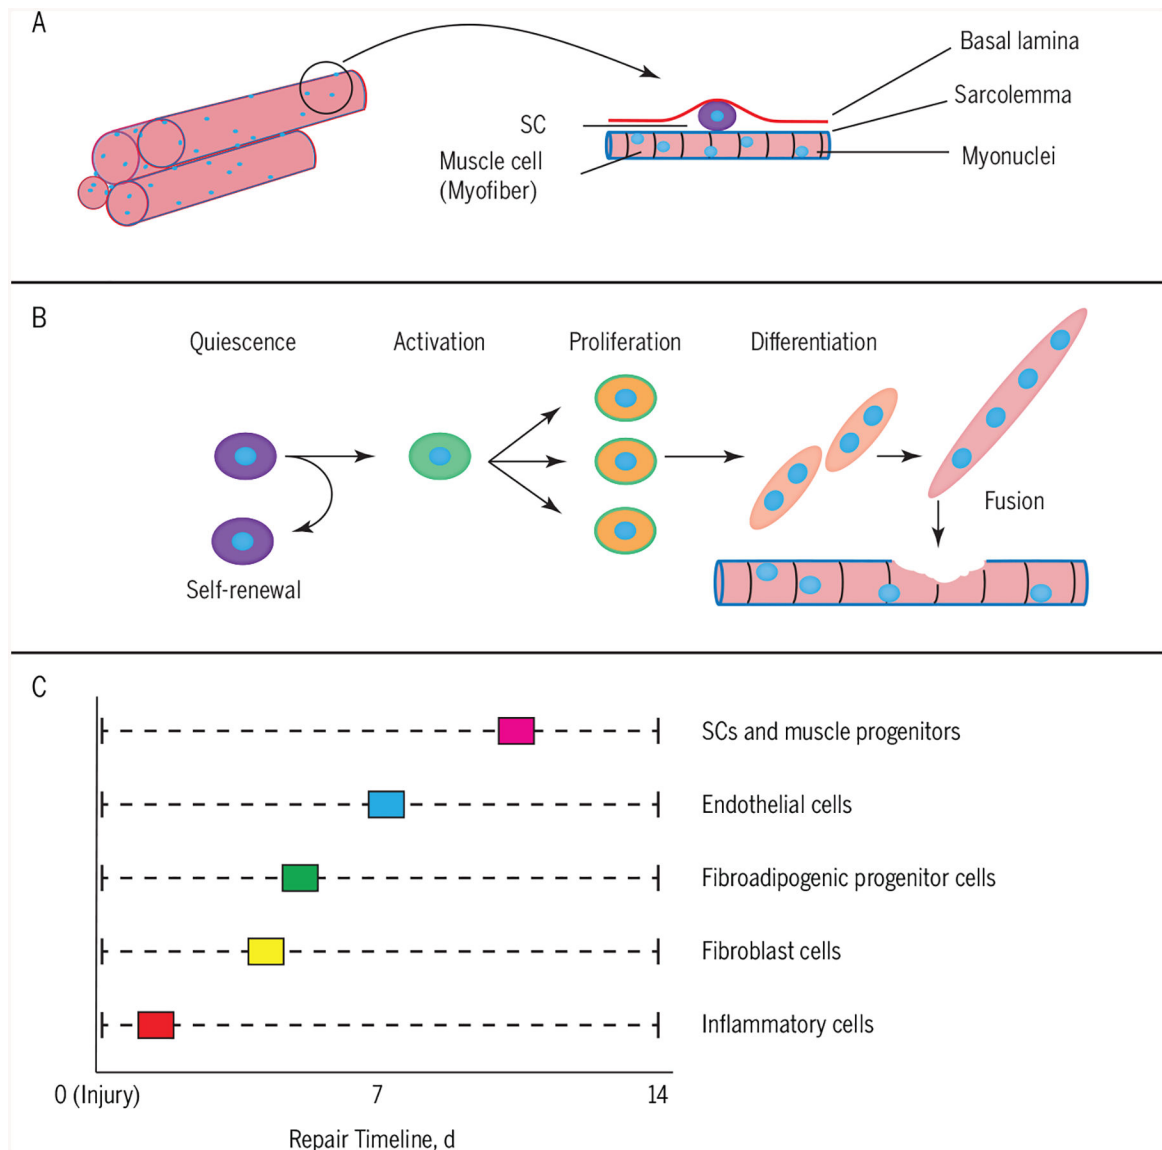 A
Basal lamina
Sarcolemma
SC
Muscle cell
(Myofiber)
Myonuclei
B
Quiescence
Activation
Proliferation
Differentiation
Fusion
Self-renewal
C
SCs and muscle progenitors
Endothelial cells
Fibroadipogenic progenitor cells
Fibroblast cells
Inflammatory cells
0 (Injury)
7
14
Repair Timeline, d